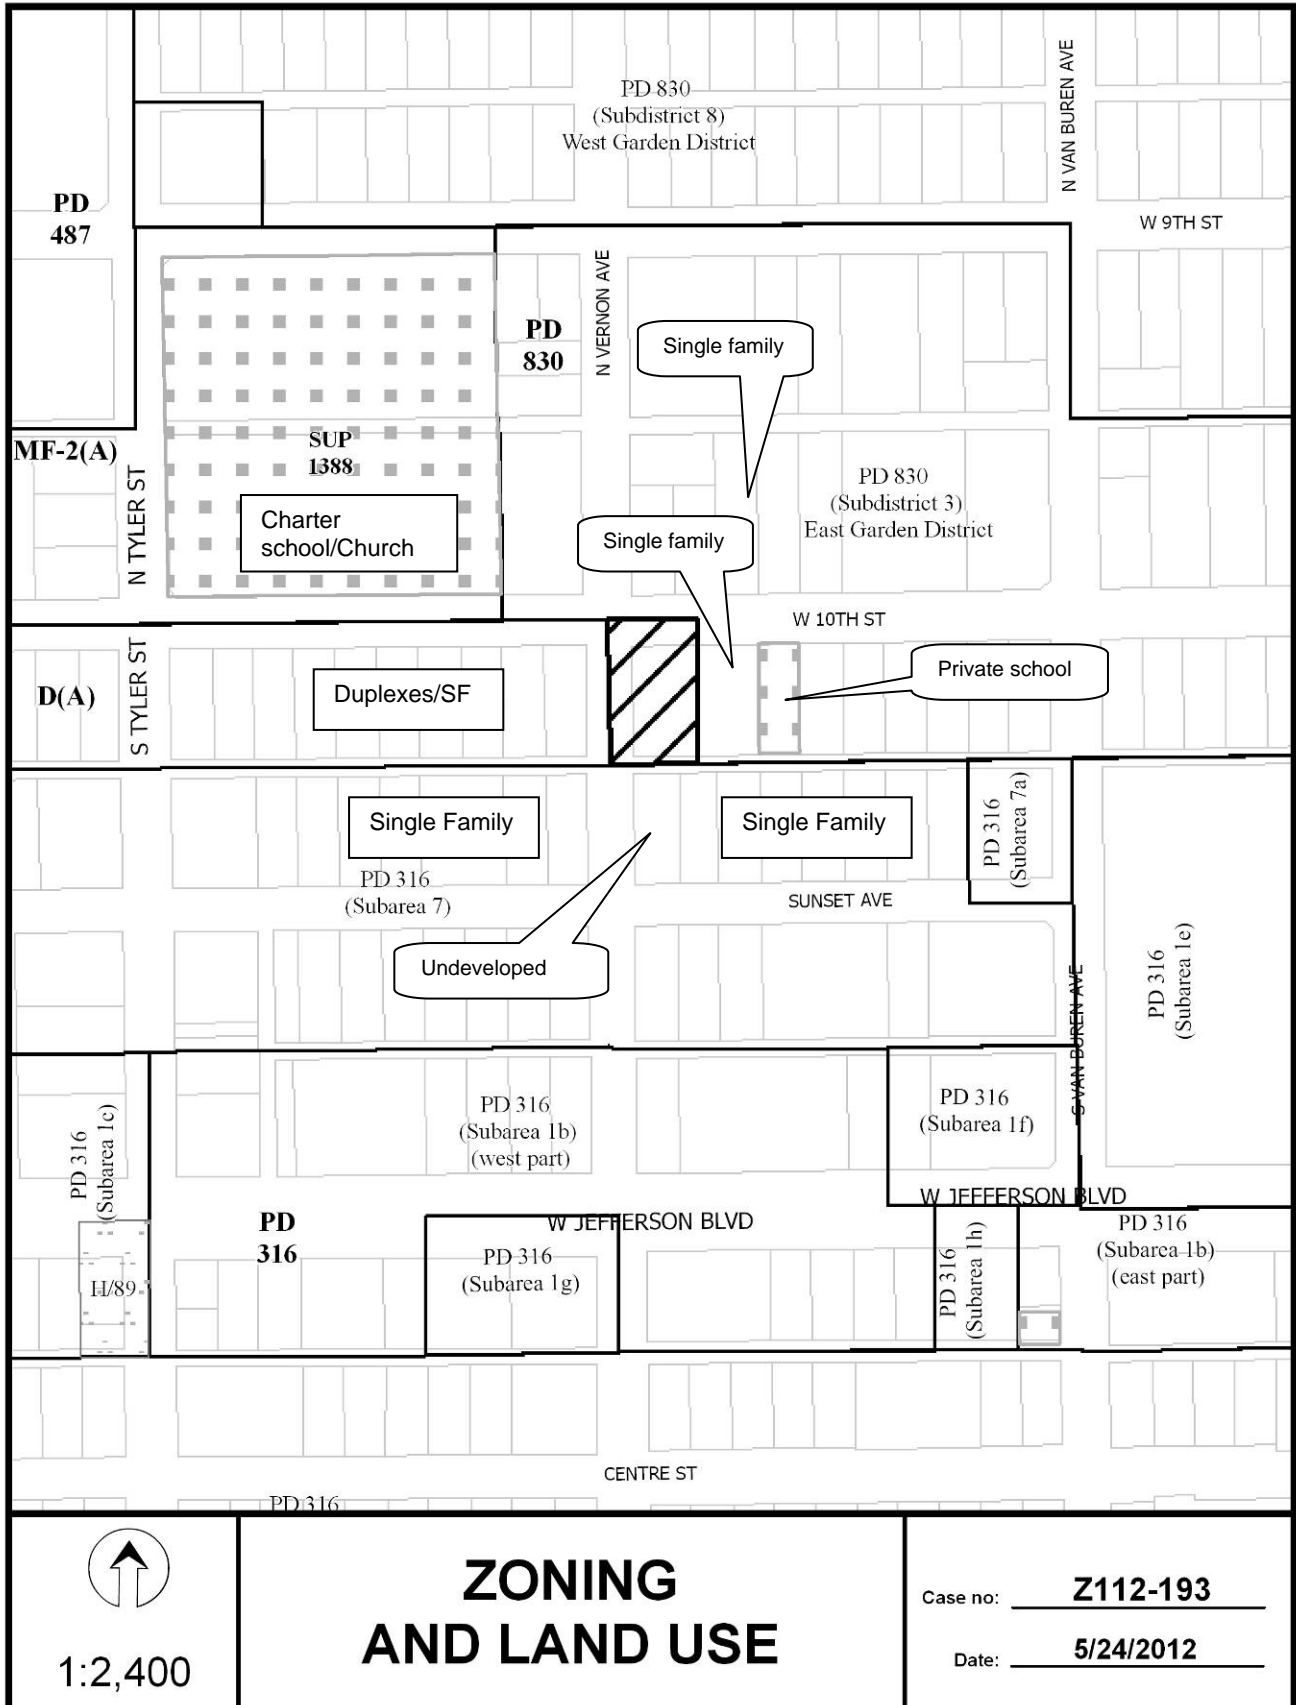 PD 830
(Subdistrict 8)
West Garden District
N VAN BUREN AVE
PD
487
W 9TH ST
N VERNON AVE
PD
830
Single family
MF-2(A)
SUP
1388
N TYLER ST
Charter
school/Church
PD 830
(Subdistrict 3)
East Garden District
Single family
W 10TH ST
D(A)
S TYLER ST
Duplexes/SF
Private school
Single Family
Single Family
PD 316
(Subarea 7a)
PD 316
(Subarea 7)
SUNSET AVE
Undeveloped
PD 316
(Subarea 1e)
S VAN BUREN AVE
PD 316
(Subarea 1c)
PD 316
(Subarea 1b)
(west part)
PD 316
(Subarea 1f)
W JEFFERSON BLVD
W JEFFERSON BLVD
PD
316
PD 316
(Subarea 1g)
PD 316
(Subarea 1h)
PD 316
(Subarea 1b)
(east part)
H/89
CENTRE ST
PD 316
1:2,400
ZONING
AND LAND USE
Case no: Z112-193
Date: 5/24/2012